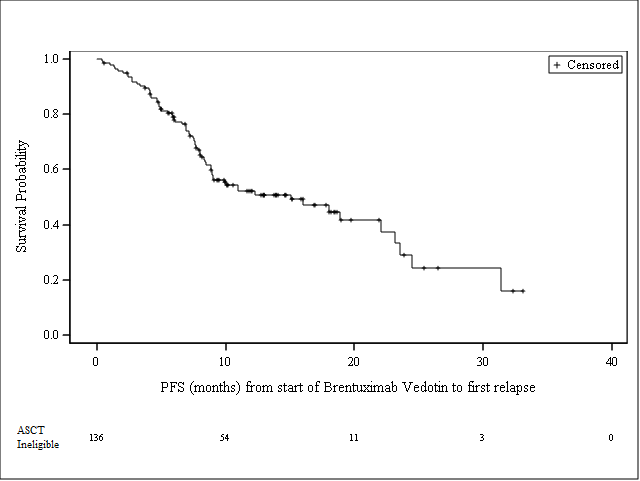 Censored
1.0
0.8
0.6
0.4
0.2
0.0
Survival Probability
0 10 20 30 40
PFS (months) from start of Brentuximab Vedotin to first relapse
ASCT
Ineligible
136 54 11 3 0